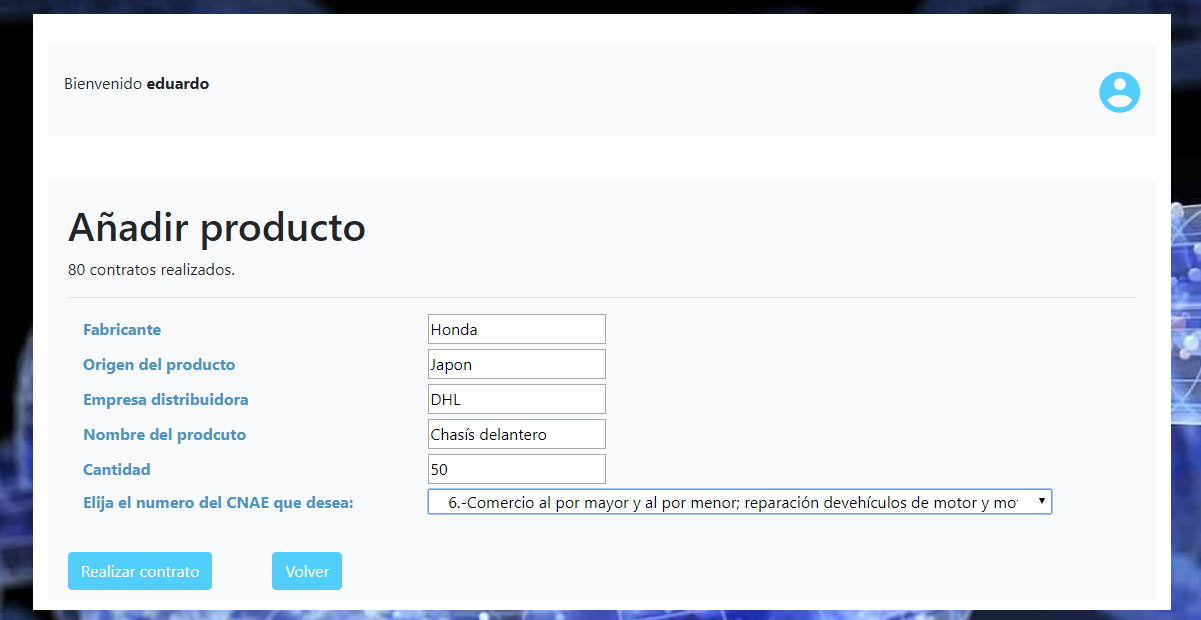 Bienvenido eduardo
Añadir producto
80 contratos realizados.
Fabricante Honda
Origen del producto Japon
Empresa distribuidora DHL
Nombre del prodcuto Chasís delantero
Cantidad 50
Elija el numero del CNAE que desea: 6.-Comercio al por mayor y al por menor; reparación devehículos de motor y
Realizar contrato Volver